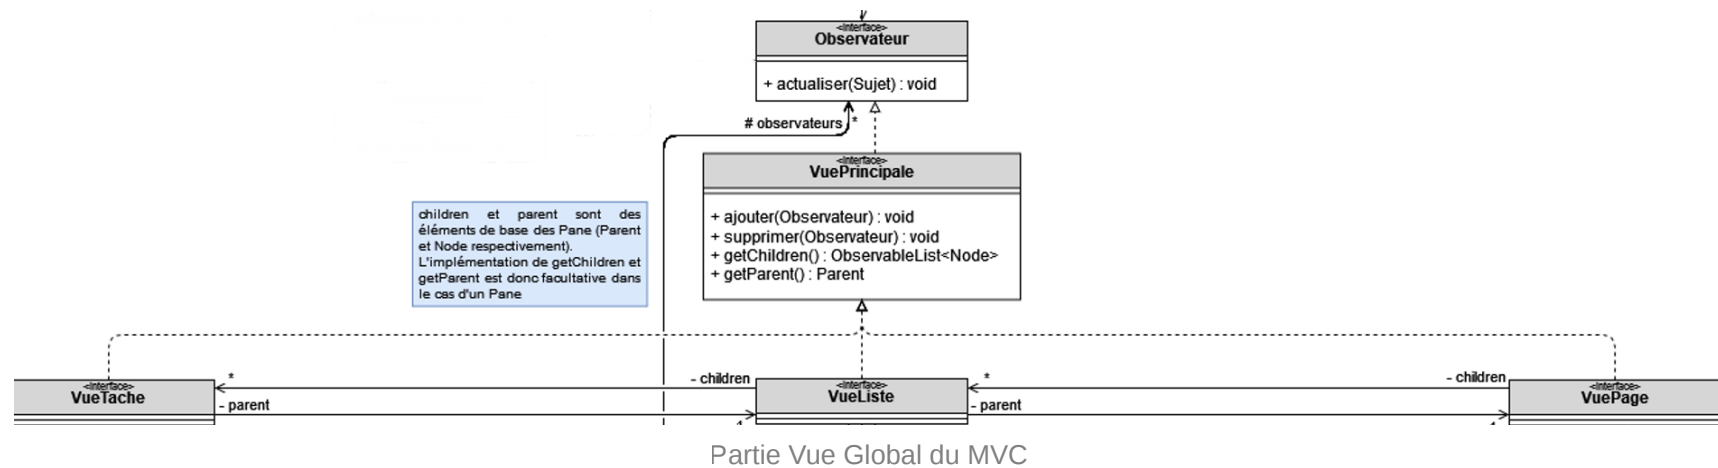 <Interface>
Observateur
+ actualiser(Sujet) : void
# observateurs
*
<Interface>
VuePrincipale
+ ajouter(Observateur) : void
+ supprimer(Observateur) : void
+ getChildren() : ObservableList<Node>
+ getParent() : Parent
children et parent sont des
éléments de base des Pane (Parent
et Node respectivement).
L'implémentation de getChildren et
getParent est donc facultative dans
le cas d'un Pane
<Interface>
VueTache
*
- children
- parent
<Interface>
VueListe
*
- children
- parent
<Interface>
VuePage
Partie Vue Global du MVC